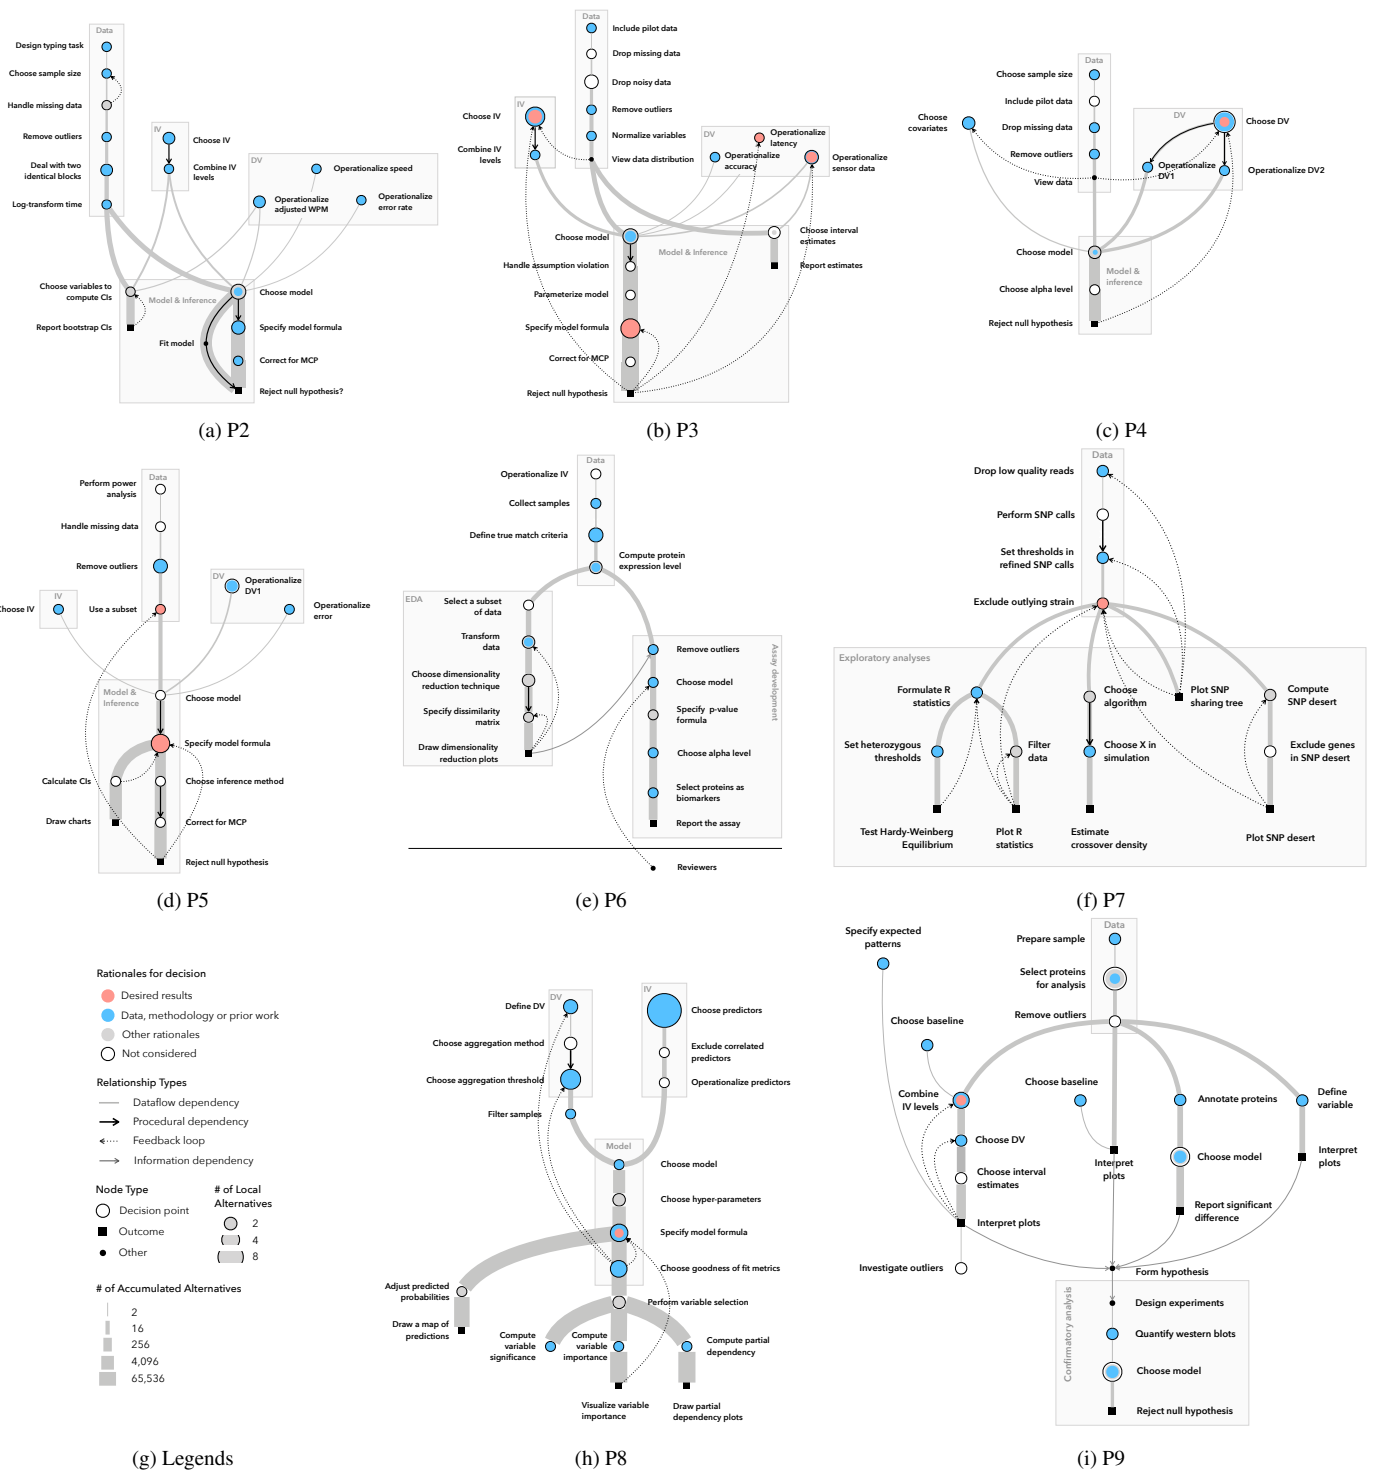 Data
Design typing task
Choose sample size
Handle missing data
Remove outliers
Deal with two
identical blocks
Log-transform time
IV
Choose IV
Combine IV
levels
DV
Operationalize speed
Operationalize
adjusted WPM
Operationalize
error rate
Choose variables to
compute CIs
Model & Inference
Choose model
Report bootstrap CIs
Specify model formula
Fit model
Correct for MCP
Reject null hypothesis?
(a) P2
Data
Include pilot data
Drop missing data
Drop noisy data
Remove outliers
Normalize variables
View data distribution
IV
Choose IV
Combine IV
levels
DV
Operationalize
latency
Operationalize
accuracy
Operationalize
sensor data
Choose model
Model & Inference
Choose interval
estimates
Handle assumption violation
Report estimates
Parameterize model
Specify model formula
Correct for MCP
Reject null hypothesis
(b) P3
Data
Choose sample size
Include pilot data
Drop missing data
Remove outliers
View data
Choose
covariates
DV
Choose DV
Operationalize
DV1
Operationalize DV2
Choose model
Model &
inference
Choose alpha level
Reject null hypothesis
(c) P4
Data
Perform power
analysis
Handle missing data
Remove outliers
Use a subset
IV
Choose IV
DV
Operationalize
DV1
Operationalize
error
Model &
Inference
Choose model
Specify model formula
Calculate CIs
Choose inference method
Draw charts
Correct for MCP
Reject null hypothesis
(d) P5
Data
Operationalize IV
Collect samples
Define true match criteria
Compute protein
expression level
EDA
Select a subset
of data
Transform
data
Choose dimensionality
reduction technique
Specify dissimilarity
matrix
Draw dimensionality
reduction plots
Assay development
Remove outliers
Choose model
Specify p-value
formula
Choose alpha level
Select proteins as
biomarkers
Report the assay
Reviewers
(e) P6
Data
Drop low quality reads
Perform SNP calls
Set thresholds in
refined SNP calls
Exclude outlying strain
Exploratory analyses
Formulate R
statistics
Choose
algorithm
Plot SNP
sharing tree
Compute
SNP desert
Set heterozygous
thresholds
Filter
data
Choose X in
simulation
Exclude genes
in SNP desert
Test Hardy-Weinberg
Equilibrium
Plot R
statistics
Estimate
crossover density
Plot SNP desert
(f) P7
Rationales for decision
Desired results
Data, methodology or prior work
Other rationales
Not considered
Relationship Types
Dataflow dependency
Procedural dependency
Feedback loop
Information dependency
Node Type
Decision point
Outcome
Other
# of Local
Alternatives
2
4
8
# of Accumulated Alternatives
2
16
256
4,096
65,536
(g) Legends
DV
Define DV
Choose aggregation method
Choose aggregation threshold
Filter samples
IV
Choose predictors
Exclude correlated
predictors
Operationalize predictors
Model
Choose model
Choose hyper-parameters
Specify model formula
Choose goodness of fit metrics
Adjust predicted
probabilities
Perform variable selection
Draw a map of
predictions
Compute
variable
significance
Compute
variable
importance
Compute partial
dependency
Visualize variable
importance
Draw partial
dependency plots
(h) P8
Specify expected
patterns
Data
Prepare sample
Select proteins
for analysis
Remove outliers
Choose baseline
Combine
IV levels
Choose DV
Choose interval
estimates
Interpret plots
Investigate outliers
Choose baseline
Interpret
plots
Annotate proteins
Choose model
Report significant
difference
Define
variable
Interpret
plots
Form hypothesis
Design experiments
Confirmatory analysis
Quantify western blots
Choose model
Reject null hypothesis
(i) P9